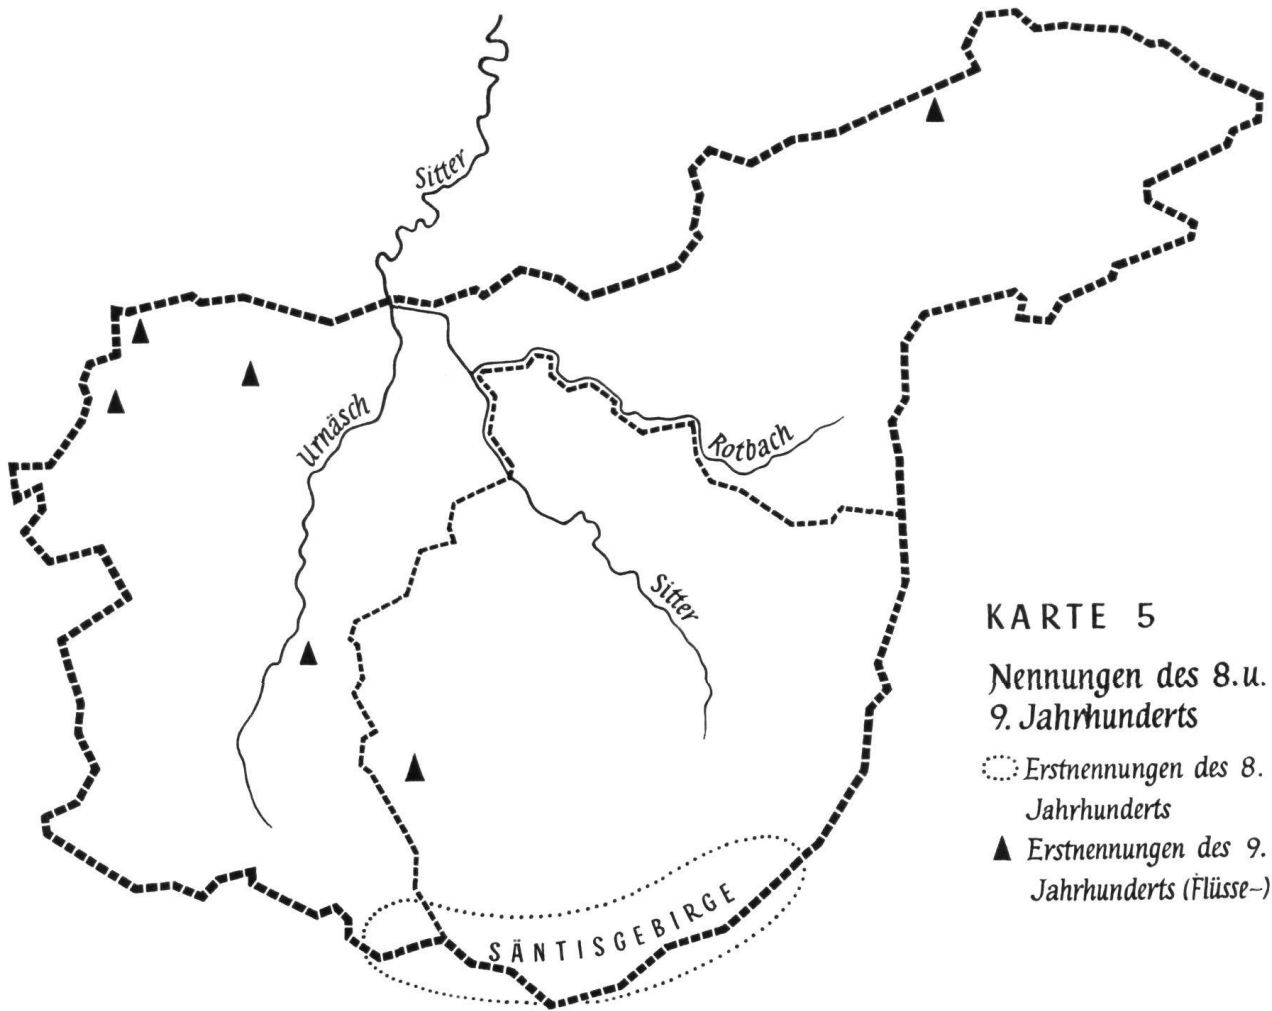 Sitter
Urnäsch
Rotbach
Sitter
SÄNTISGEBIRGE
KARTE 5
Nennungen des 8. u.
9. Jahrhunderts
Erstnennungen des 8.
Jahrhunderts
Erstnennungen des 9.
Jahrhunderts (Flüsse~)